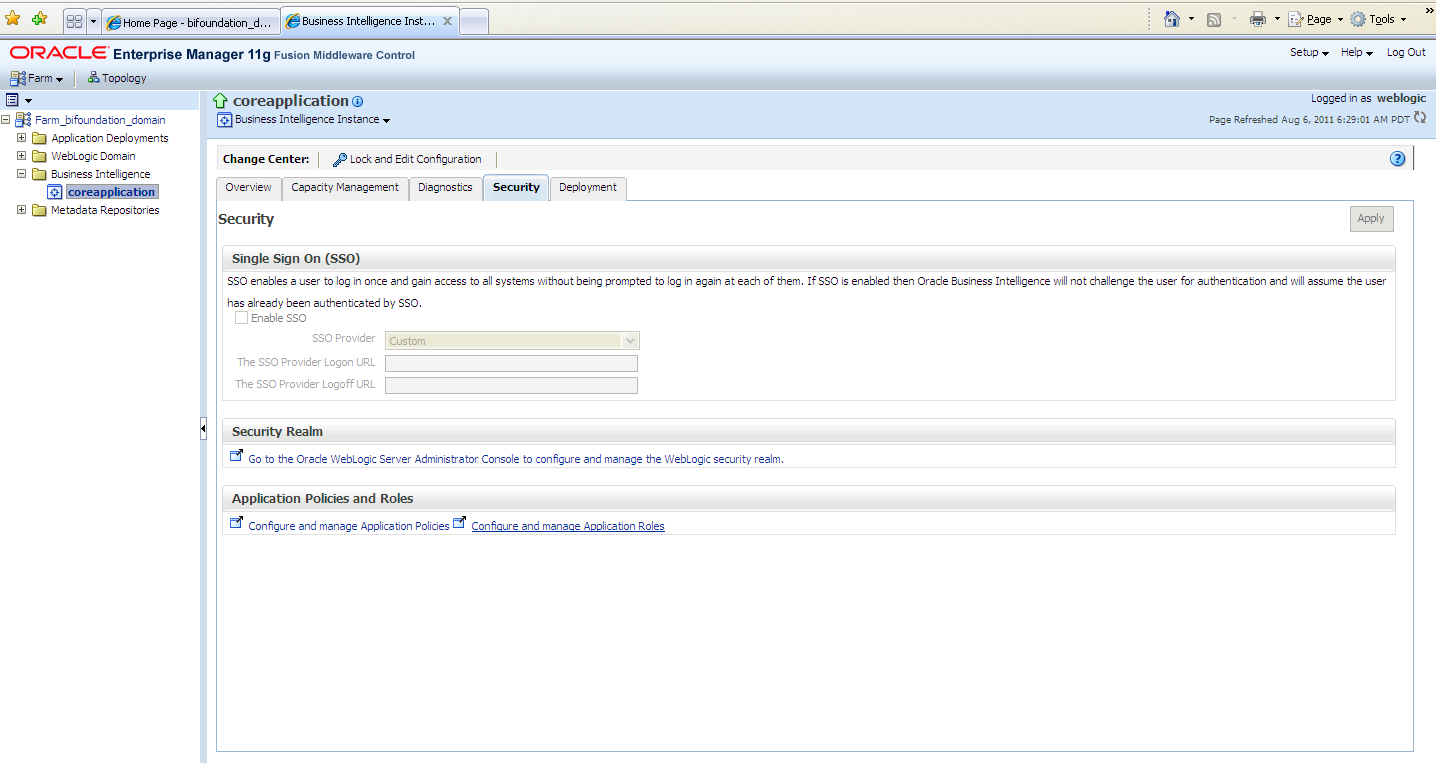 Home Page - bifoundation_d...
Business Intelligence Inst...
Page
Tools
ORACLE Enterprise Manager 11g Fusion Middleware Control
Setup Help Log Out
Farm Topology
coreapplication
Logged in as weblogic
Business Intelligence Instance
Page Refreshed Aug 6, 2011 6:29:01 AM PDT
Farm_bifoundation_domain
Application Deployments
WebLogic Domain
Business Intelligence
coreapplication
Metadata Repositories
Change Center: Lock and Edit Configuration
Overview Capacity Management Diagnostics Security Deployment
Security
Apply
Single Sign On (SSO)
SSO enables a user to log in once and gain access to all systems without being prompted to log in again at each of them. If SSO is enabled then Oracle Business Intelligence will not challenge the user for authentication and will assume the user
has already been authenticated by SSO.
Enable SSO
SSO Provider Custom
The SSO Provider Logon URL
The SSO Provider Logoff URL
Security Realm
Go to the Oracle WebLogic Server Administrator Console to configure and manage the WebLogic security realm.
Application Policies and Roles
Configure and manage Application Policies Configure and manage Application Roles